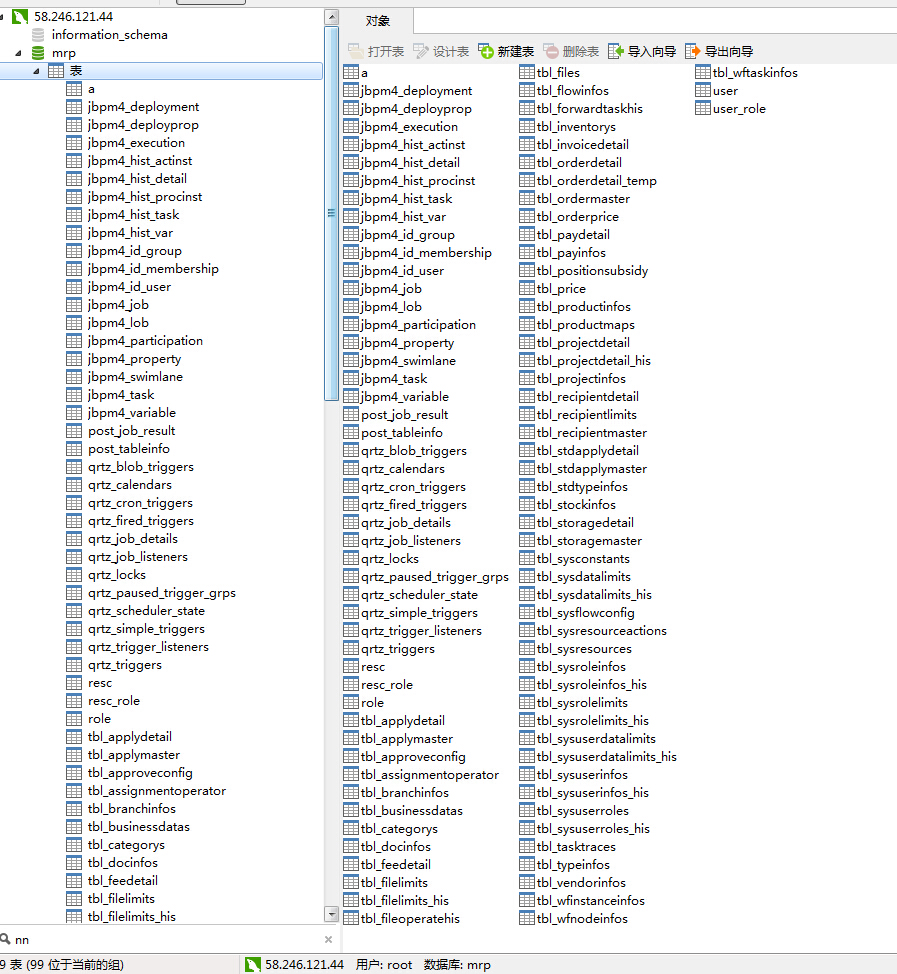 58.246.121.44
information_schema
mrp
表
a
jbpm4_deployment
jbpm4_deployprop
jbpm4_execution
jbpm4_hist_actinst
jbpm4_hist_detail
jbpm4_hist_procinst
jbpm4_hist_task
jbpm4_hist_var
jbpm4_id_group
jbpm4_id_membership
jbpm4_id_user
jbpm4_job
jbpm4_lob
jbpm4_participation
jbpm4_property
jbpm4_swimlane
jbpm4_task
jbpm4_variable
post_job_result
post_tableinfo
qrtz_blob_triggers
qrtz_calendars
qrtz_cron_triggers
qrtz_fired_triggers
qrtz_job_details
qrtz_job_listeners
qrtz_locks
qrtz_paused_trigger_grps
qrtz_scheduler_state
qrtz_simple_triggers
qrtz_trigger_listeners
qrtz_triggers
resc
resc_role
role
tbl_applydetail
tbl_applymaster
tbl_approveconfig
tbl_assignmentoperator
tbl_branchinfos
tbl_businessdatas
tbl_categorys
tbl_docinfos
tbl_feedetail
tbl_filelimits
tbl_filelimits_his
nn
对象
打开表 设计表 新建表 删除表 导入向导 导出向导
a
jbpm4_deployment
jbpm4_deployprop
jbpm4_execution
jbpm4_hist_actinst
jbpm4_hist_detail
jbpm4_hist_procinst
jbpm4_hist_task
jbpm4_hist_var
jbpm4_id_group
jbpm4_id_membership
jbpm4_id_user
jbpm4_job
jbpm4_lob
jbpm4_participation
jbpm4_property
jbpm4_swimlane
jbpm4_task
jbpm4_variable
post_job_result
post_tableinfo
qrtz_blob_triggers
qrtz_calendars
qrtz_cron_triggers
qrtz_fired_triggers
qrtz_job_details
qrtz_job_listeners
qrtz_locks
qrtz_paused_trigger_grps
qrtz_scheduler_state
qrtz_simple_triggers
qrtz_trigger_listeners
qrtz_triggers
resc
resc_role
role
tbl_applydetail
tbl_applymaster
tbl_approveconfig
tbl_assignmentoperator
tbl_branchinfos
tbl_businessdatas
tbl_categorys
tbl_docinfos
tbl_feedetail
tbl_filelimits
tbl_filelimits_his
tbl_fileoperatehis
tbl_files
tbl_flowinfos
tbl_forwardtaskhis
tbl_inventorys
tbl_invoicedetail
tbl_orderdetail
tbl_orderdetail_temp
tbl_ordermaster
tbl_orderprice
tbl_paydetail
tbl_payinfos
tbl_positionsubsidy
tbl_price
tbl_productinfos
tbl_productmaps
tbl_projectdetail
tbl_projectdetail_his
tbl_projectinfos
tbl_recipientdetail
tbl_recipientlimits
tbl_recipientmaster
tbl_stdapplydetail
tbl_stdapplymaster
tbl_stdtypeinfos
tbl_stockinfos
tbl_storagedetail
tbl_storagemaster
tbl_sysconstants
tbl_sysdatalimits
tbl_sysdatalimits_his
tbl_sysflowconfig
tbl_sysresourceactions
tbl_sysresources
tbl_sysroleinfos
tbl_sysroleinfos_his
tbl_sysrolelimits
tbl_sysrolelimits_his
tbl_sysuserdatalimits
tbl_sysuserdatalimits_his
tbl_sysuserinfos
tbl_sysuserinfos_his
tbl_sysuserroles
tbl_sysuserroles_his
tbl_tasktraces
tbl_typeinfos
tbl_vendorinfos
tbl_wfinstanceinfos
tbl_wfnodeinfos
tbl_wftaskinfos
user
user_role
9 表 (99 位于当前的组) 58.246.121.44 用户: root 数据库: mrp